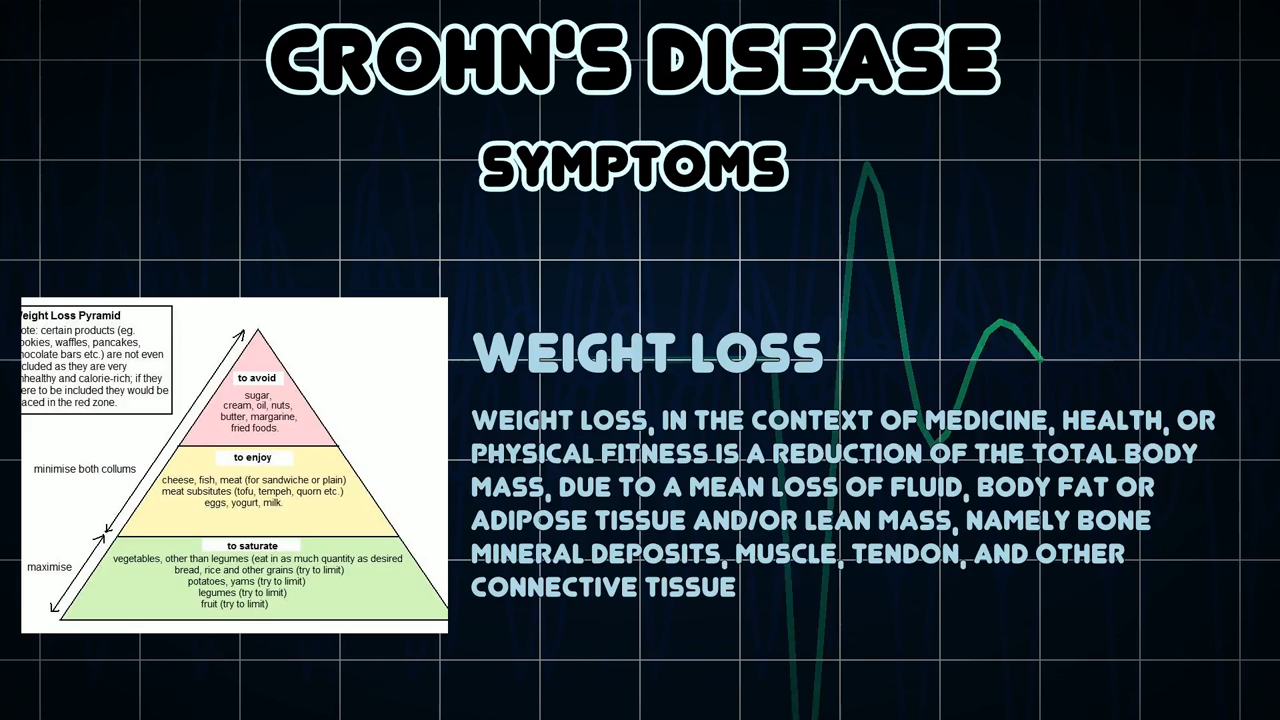 CROHN'S DISEASE
SYMPTOMS
eight Loss Pyramid
ote: certain products (eg.
ookies, waffles, pancakes,
hocolate bars etc.) are not even
cluded as they are very
nhealthy and calorie-rich; if they
ere to be included they would be
aced in the red zone.
to avoid
sugar,
cream, oil, nuts,
butter, margarine,
fried foods.
minimise both collums
to enjoy
cheese, fish, meat (for sandwiche or plain)
meat subsitutes (tofu, tempeh, quorn etc.)
eggs, yogurt, milk.
maximise
to saturate
vegetables, other than legumes (eat in as much quantity as desired
bread, rice and other grains (try to limit)
potatoes, yams (try to limit)
legumes (try to limit)
fruit (try to limit)
WEIGHT LOSS
WEIGHT LOSS, IN THE CONTEXT OF MEDICINE, HEALTH, OR
PHYSICAL FITNESS IS A REDUCTION OF THE TOTAL BODY
MASS, DUE TO A MEAN LOSS OF FLUID, BODY FAT OR
ADIPOSE TISSUE AND/OR LEAN MASS, NAMELY BONE
MINERAL DEPOSITS, MUSCLE, TENDON, AND OTHER
CONNECTIVE TISSUE